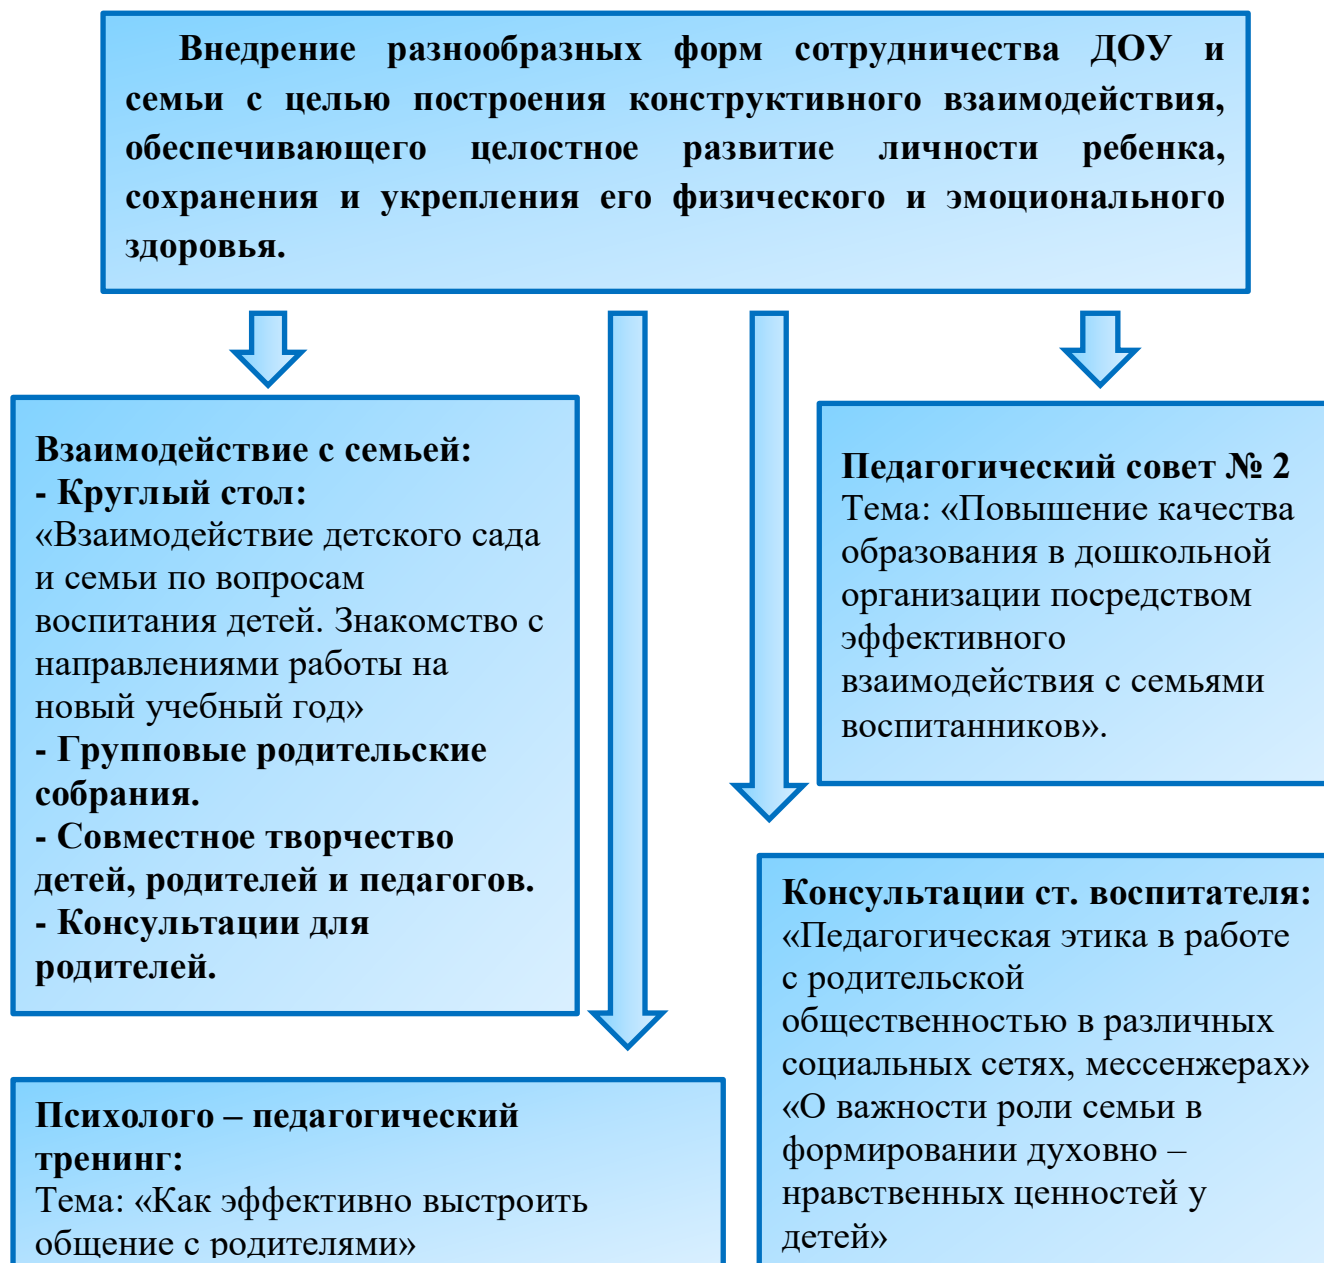 Внедрение разнообразных форм сотрудничества ДОУ и
семьи с целью построения конструктивного взаимодействия,
обеспечивающего целостное развитие личности ребенка,
сохранения и укрепления его физического и эмоционального
здоровья.
Взаимодействие с семьей:
- Круглый стол:
«Взаимодействие детского сада
и семьи по вопросам
воспитания детей. Знакомство с
направлениями работы на
новый учебный год»
- Групповые родительские
собрания.
- Совместное творчество
детей, родителей и педагогов.
- Консультации для
родителей.
Педагогический совет № 2
Тема: «Повышение качества
образования в дошкольной
организации посредством
эффективного
взаимодействия с семьями
воспитанников».
Психолого – педагогический
тренинг:
Тема: «Как эффективно выстроить
общение с родителями»
Консультации ст. воспитателя:
«Педагогическая этика в работе
с родительской
общественностью в различных
социальных сетях, мессенжерах»
«О важности роли семьи в
формировании духовно –
нравственных ценностей у
детей»